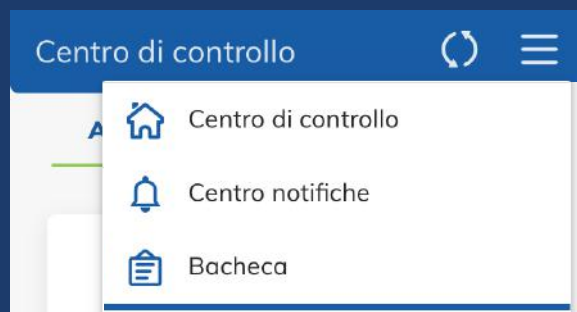 Centro di controllo
A
Centro di controllo
Centro notifiche
Bacheca